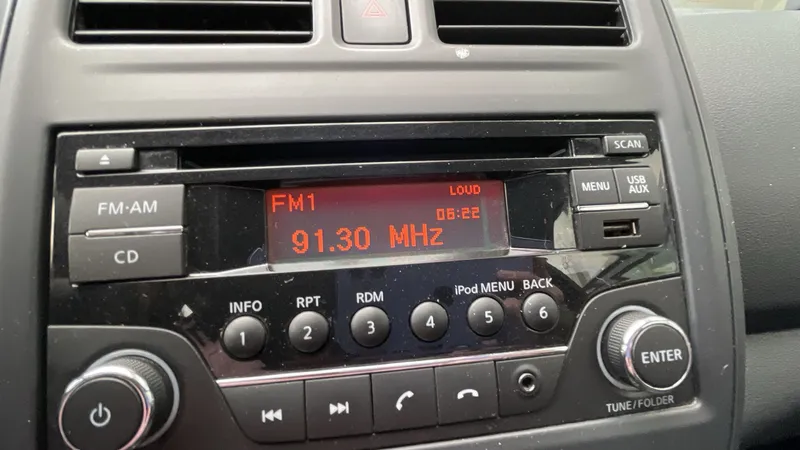 SCAN
FM·AM
CD
FM1
LOUD
06:22
91.30 MHz
MENU
USB
AUX
INFO
RPT
RDM
iPod MENU
BACK
1
2
3
4
5
6
ENTER
TUNE/FOLDER